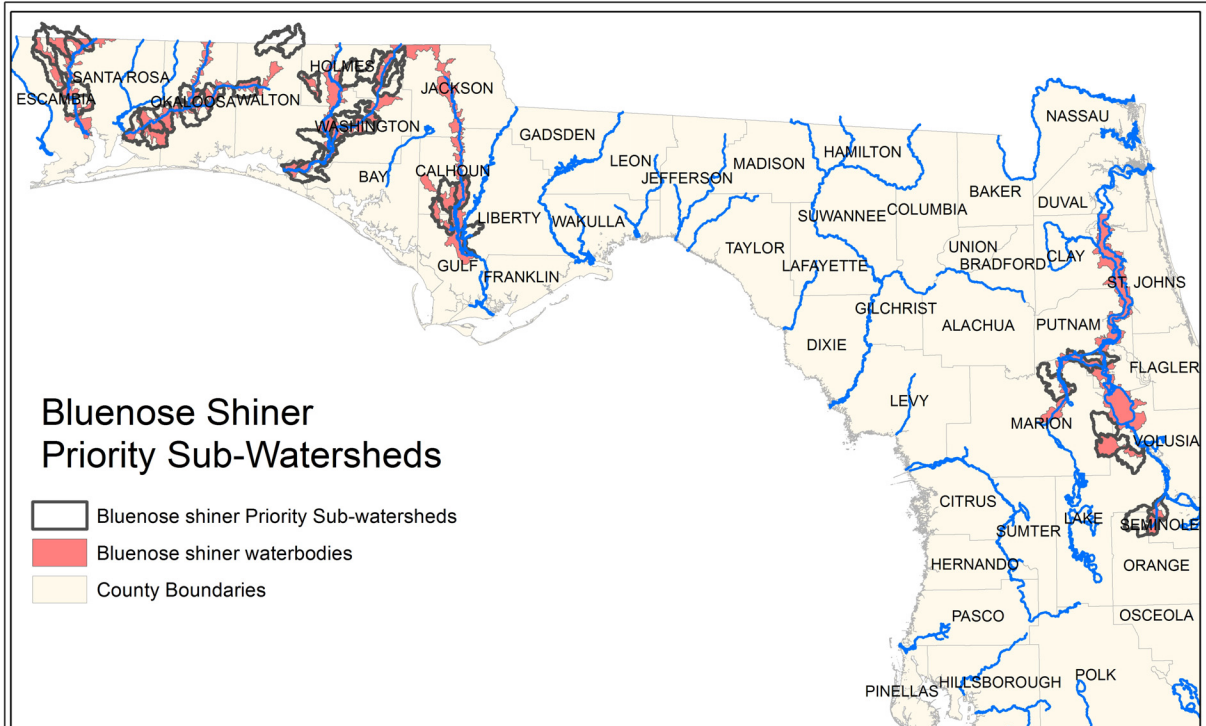 SANTA ROSA
ESCAMBIA
OKALOOSA
WALTON
HOLMES
WASHINGTON
JACKSON
BAY
CALHOUN
GULF
LIBERTY
FRANKLIN
GADSDEN
LEON
WAKULLA
JEFFERSON
MADISON
TAYLOR
HAMILTON
SUWANNEE
LAFAYETTE
DIXIE
COLUMBIA
GILCHRIST
BAKER
UNION
BRADFORD
ALACHUA
LEVY
NASSAU
DUVAL
CLAY
ST. JOHNS
PUTNAM
FLAGLER
MARION
VOLUSIA
CITRUS
SUMTER
LAKE
SEMINOLE
HERNANDO
ORANGE
PASCO
OSCEOLA
PINELLAS
HILLSBOROUGH
POLK
Bluenose Shiner
Priority Sub-Watersheds
Bluenose shiner Priority Sub-watersheds
Bluenose shiner waterbodies
County Boundaries